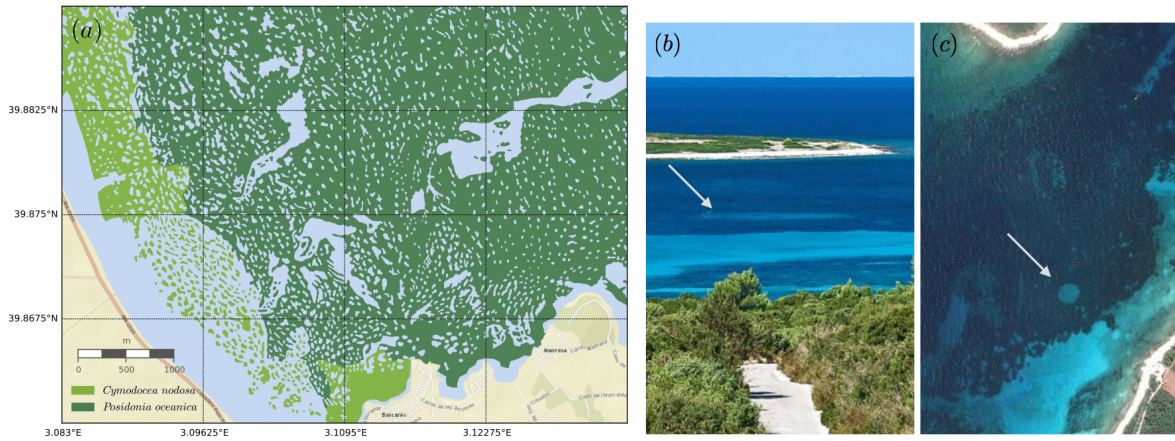 (a)
39.8825°N
39.875°N
39.8675°N
m
0 500 1000
Cymodocea nodosa
Posidonia oceanica
Manresa
Barcarès
3.083°E 3.09625°E 3.1095°E 3.12275°E
(b)
(c)